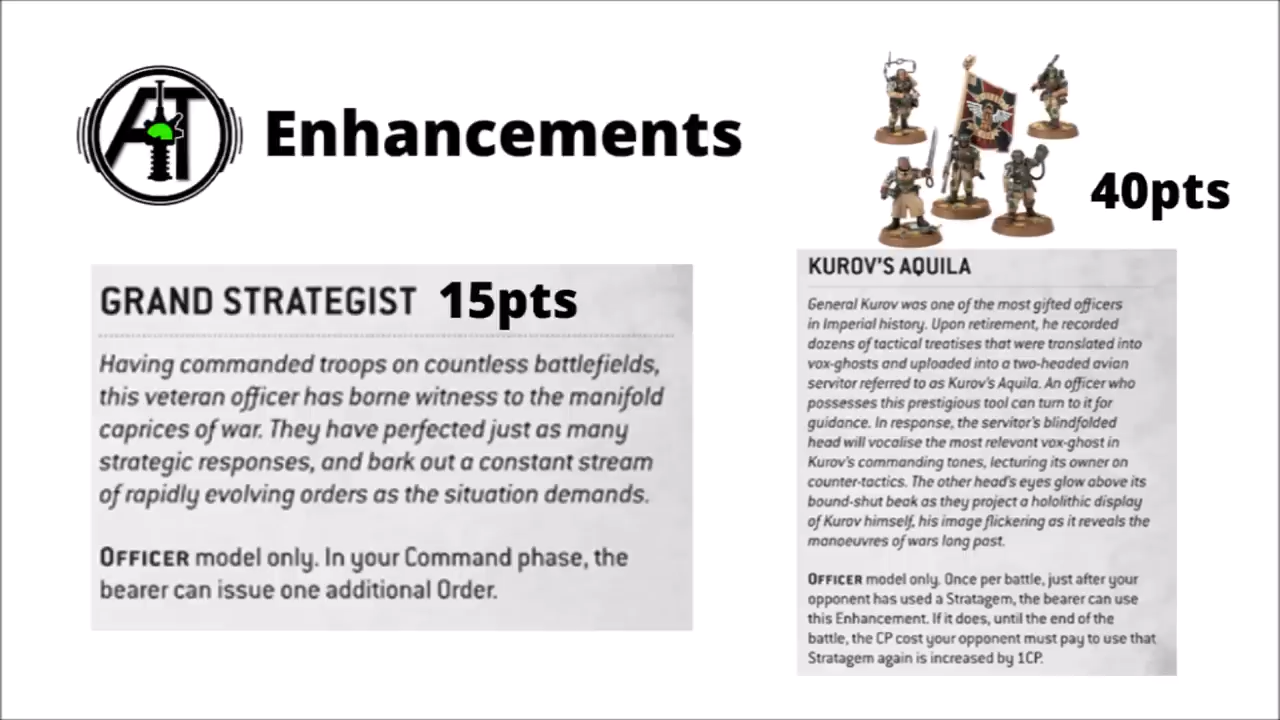 AT
Enhancements
40pts
GRAND STRATEGIST 15pts
Having commanded troops on countless battlefields,
this veteran officer has borne witness to the manifold
caprices of war. They have perfected just as many
strategic responses, and bark out a constant stream
of rapidly evolving orders as the situation demands.
OFFICER model only. In your Command phase, the
bearer can issue one additional Order.
KUROV'S AQUILA
General Kurov was one of the most gifted officers
in Imperial history. Upon retirement, he recorded
dozens of tactical treatises that were translated into
vox-ghosts and uploaded into a two-headed avian
servitor referred to as Kurov's Aquila. An officer who
possesses this prestigious tool can turn to it for
guidance. In response, the servitor's blindfolded
head will vocalise the most relevant vox-ghost in
Kurov's commanding tones, lecturing its owner on
counter-tactics. The other head's eyes glow above its
bound-shut beak as they project a hololithic display
of Kurov himself, his image flickering as it reveals the
manoeuvres of wars long past.
OFFICER model only. Once per battle, just after your
opponent has used a Stratagem, the bearer can use
this Enhancement. If it does, until the end of the
battle, the CP cost your opponent must pay to use that
Stratagem again is increased by 1CP.